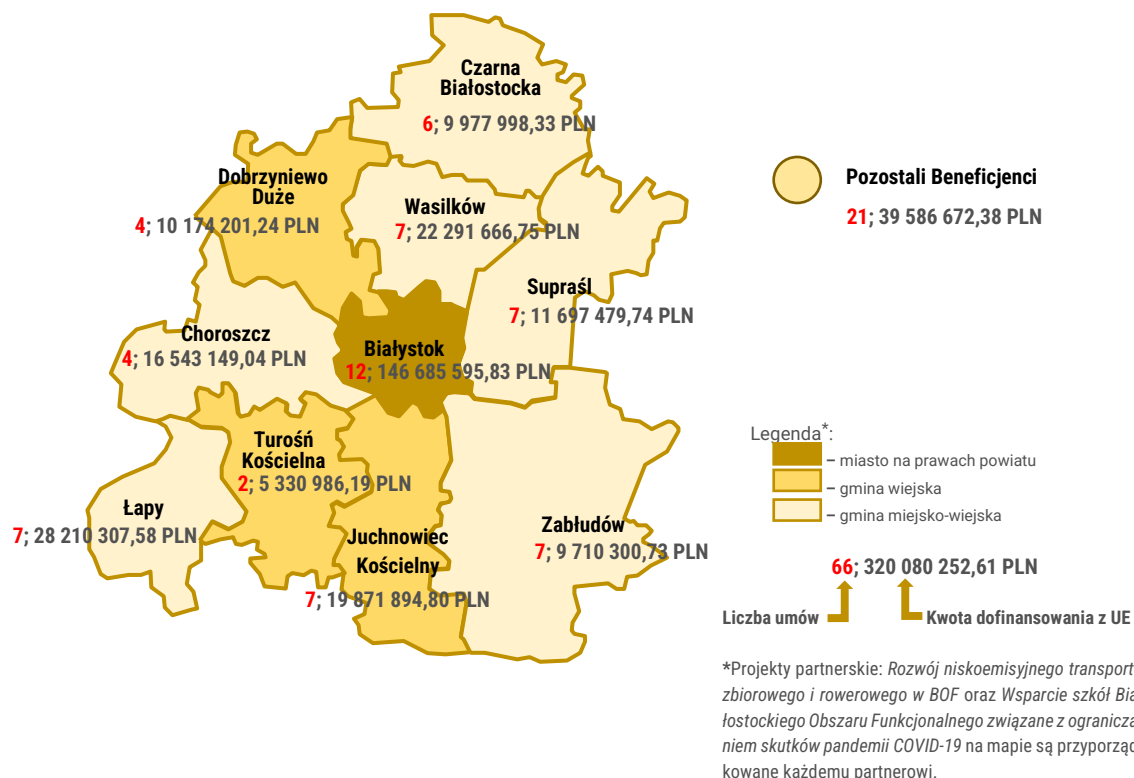 Czarna
Białostocka
6; 9 977 998,33 PLN
Dobrzyniewo
Duże
4; 10 174 201,24 PLN
Wasilków
7; 22 291 666,75 PLN
Pozostali Beneficjenci
21; 39 586 672,38 PLN
Supraśl
7; 11 697 479,74 PLN
Choroszcz
4; 16 543 149,04 PLN
Białystok
12; 146 685 595,83 PLN
Turośń
Kościelna
2; 5 330 986,19 PLN
Łapy
7; 28 210 307,58 PLN
Juchnowiec
Kościelny
7; 19 871 894,80 PLN
Zabłudów
7; 9 710 300,73 PLN
Legenda*:
– miasto na prawach powiatu
– gmina wiejska
– gmina miejsko-wiejska
66; 320 080 252,61 PLN
Liczba umów
Kwota dofinansowania z UE
*Projekty partnerskie: Rozwój niskoemisyjnego transport
zbiorowego i rowerowego w BOF oraz Wsparcie szkół Bia
łostockiego Obszaru Funkcjonalnego związane z ogranicza
niem skutków pandemii COVID-19 na mapie są przyporząd
kowane każdemu partnerowi.